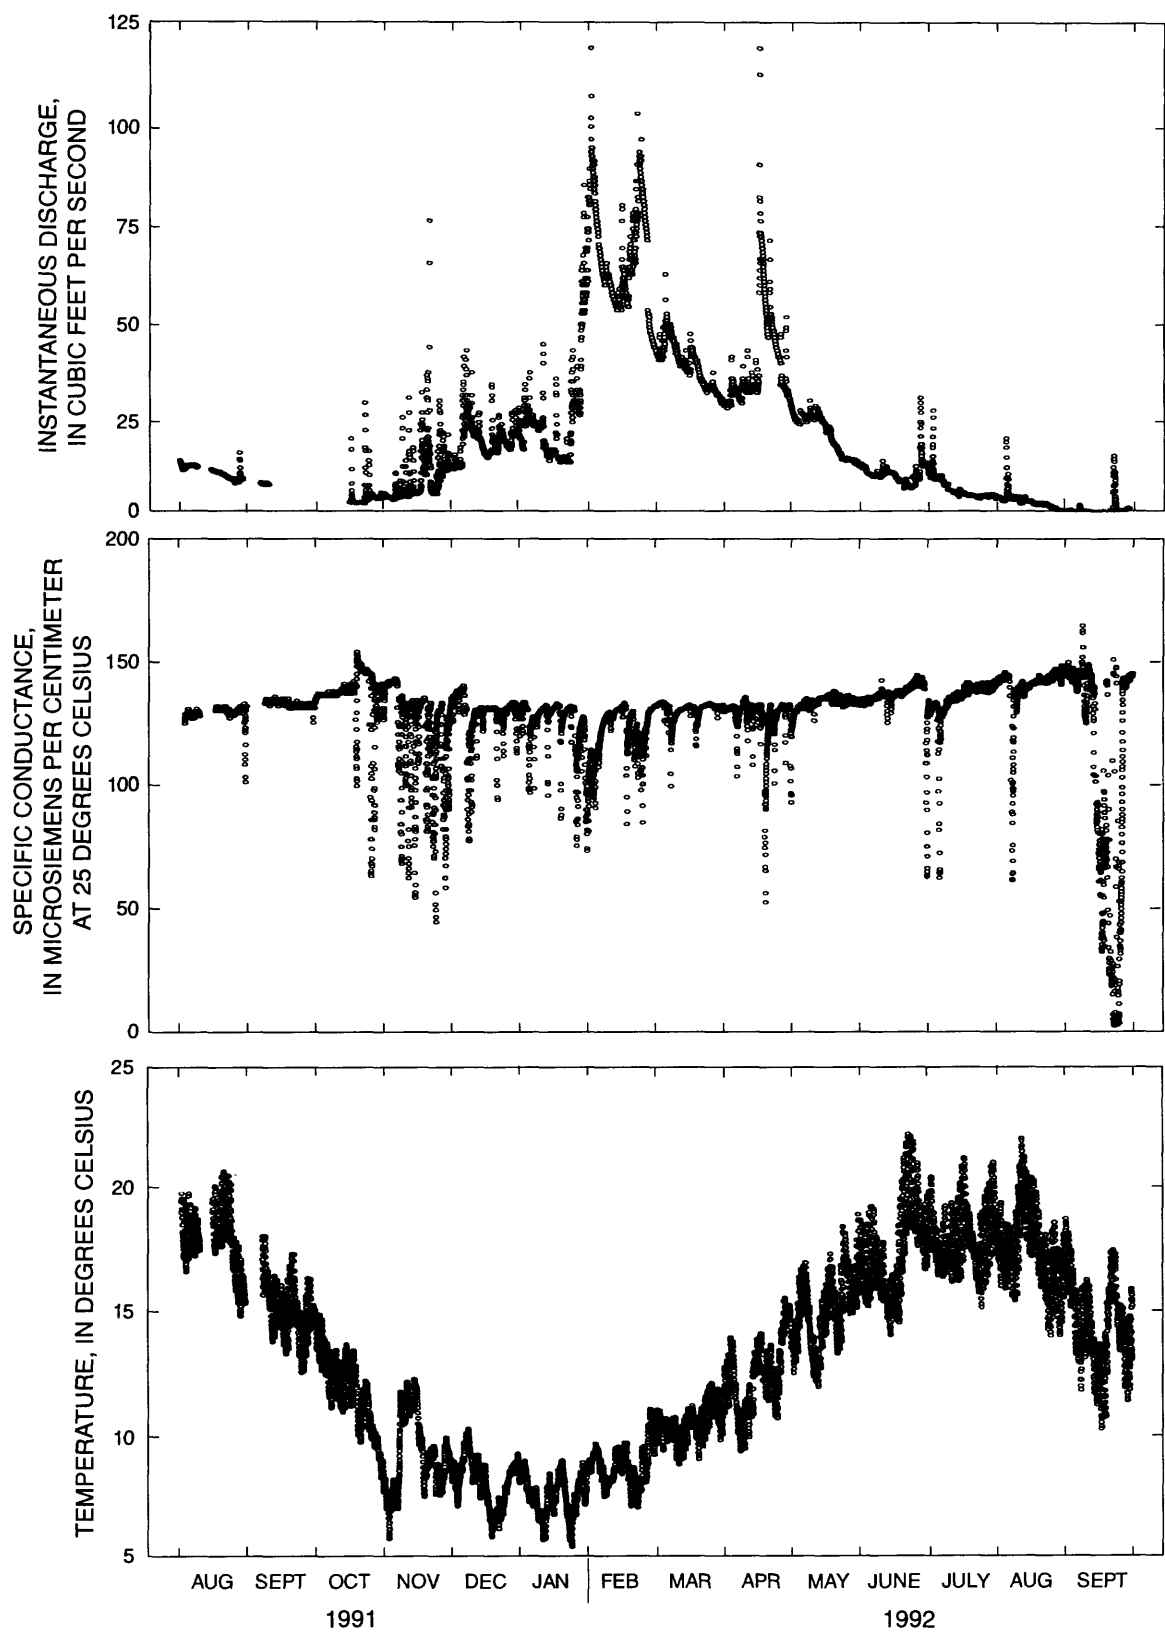 INSTANTANEOUS DISCHARGE,
IN CUBIC FEET PER SECOND
125
100
75
50
25
0
SPECIFIC CONDUCTANCE,
IN MICROSIEMENS PER CENTIMETER
AT 25 DEGREES CELSIUS
200
150
100
50
0
TEMPERATURE, IN DEGREES CELSIUS
25
20
15
10
5
AUG SEPT OCT NOV DEC JAN FEB MAR APR MAY JUNE JULY AUG SEPT
1991 1992